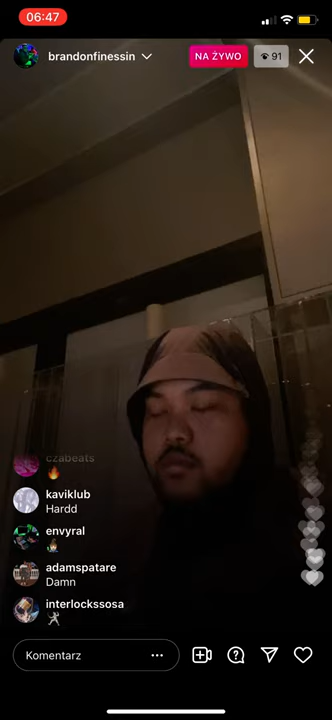 06:47
brandonfinessin
NA ŻYWO
91
czabeats
🔥
kaviklub
Hardd
envyral
adamspatare
Damn
interlockssosa
Komentarz